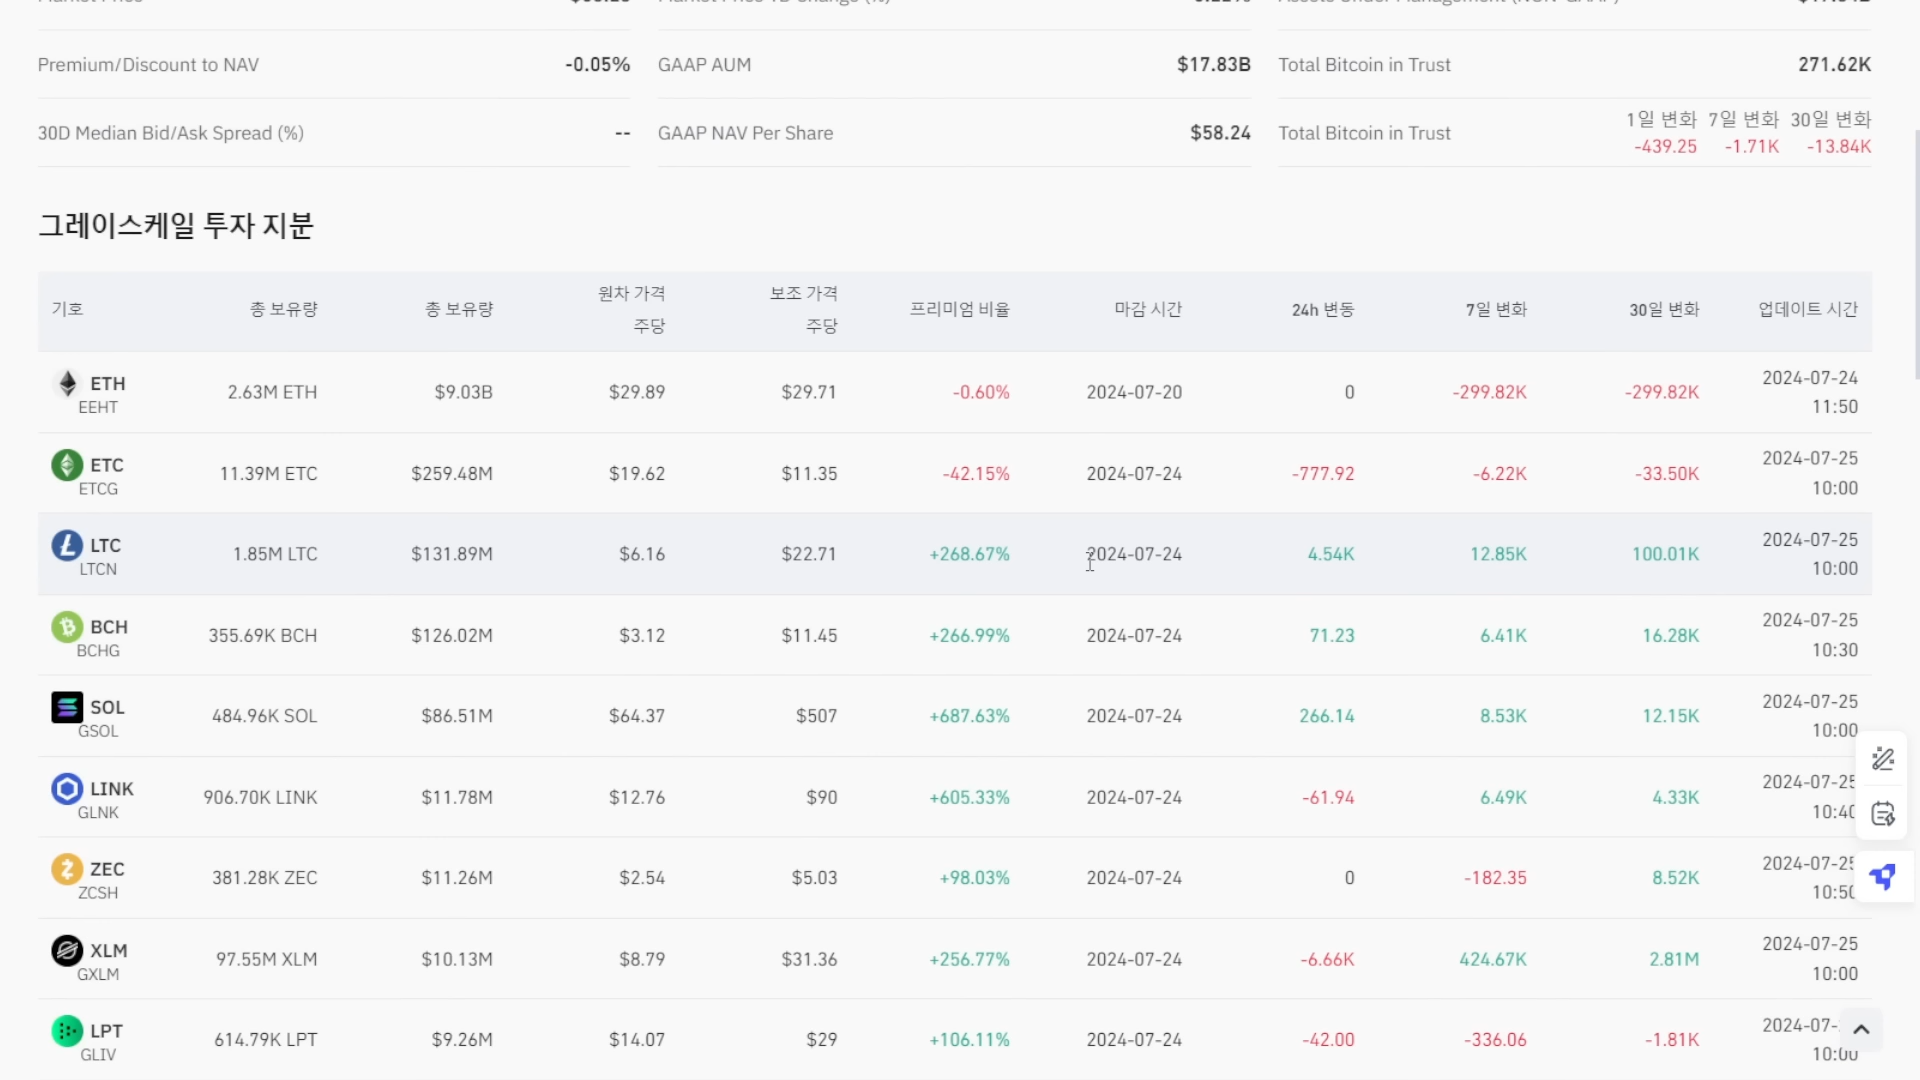 Premium/Discount to NAV -0.05% GAAP AUM $17.83B Total Bitcoin in Trust 271.62K
1일 변화 7일 변화 30일 변화
30D Median Bid/Ask Spread (%) -- GAAP NAV Per Share $58.24 Total Bitcoin in Trust
-439.25 -1.71K -13.84K
그레이스케일 투자 지분
기호 총 보유량 총 보유량 원차 가격 주당 보조 가격 주당 프리미엄 비율 마감 시간 24h 변동 7일 변화 30일 변화 업데이트 시간
ETH 2.63M ETH $9.03B $29.89 $29.71 -0.60% 2024-07-20 0 -299.82K -299.82K 2024-07-24
EEHT 11:50
ETC 11.39M ETC $259.48M $19.62 $11.35 -42.15% 2024-07-24 -777.92 -6.22K -33.50K 2024-07-25
ETCG 10:00
LTC 1.85M LTC $131.89M $6.16 $22.71 +268.67% 2024-07-24 4.54K 12.85K 100.01K 2024-07-25
LTCN 10:00
BCH 355.69K BCH $126.02M $3.12 $11.45 +266.99% 2024-07-24 71.23 6.41K 16.28K 2024-07-25
BCHG 10:30
SOL 484.96K SOL $86.51M $64.37 $507 +687.63% 2024-07-24 266.14 8.53K 12.15K 2024-07-25
GSOL 10:00
LINK 906.70K LINK $11.78M $12.76 $90 +605.33% 2024-07-24 -61.94 6.49K 4.33K 2024-07-25
GLNK 10:40
ZEC 381.28K ZEC $11.26M $2.54 $5.03 +98.03% 2024-07-24 0 -182.35 8.52K 2024-07-25
ZCSH 10:50
XLM 97.55M XLM $10.13M $8.79 $31.36 +256.77% 2024-07-24 -6.66K 424.67K 2.81M 2024-07-25
GXLM 10:00
LPT 614.79K LPT $9.26M $14.07 $29 +106.11% 2024-07-24 -42.00 -336.06 -1.81K 2024-07-
GLIV 10:00